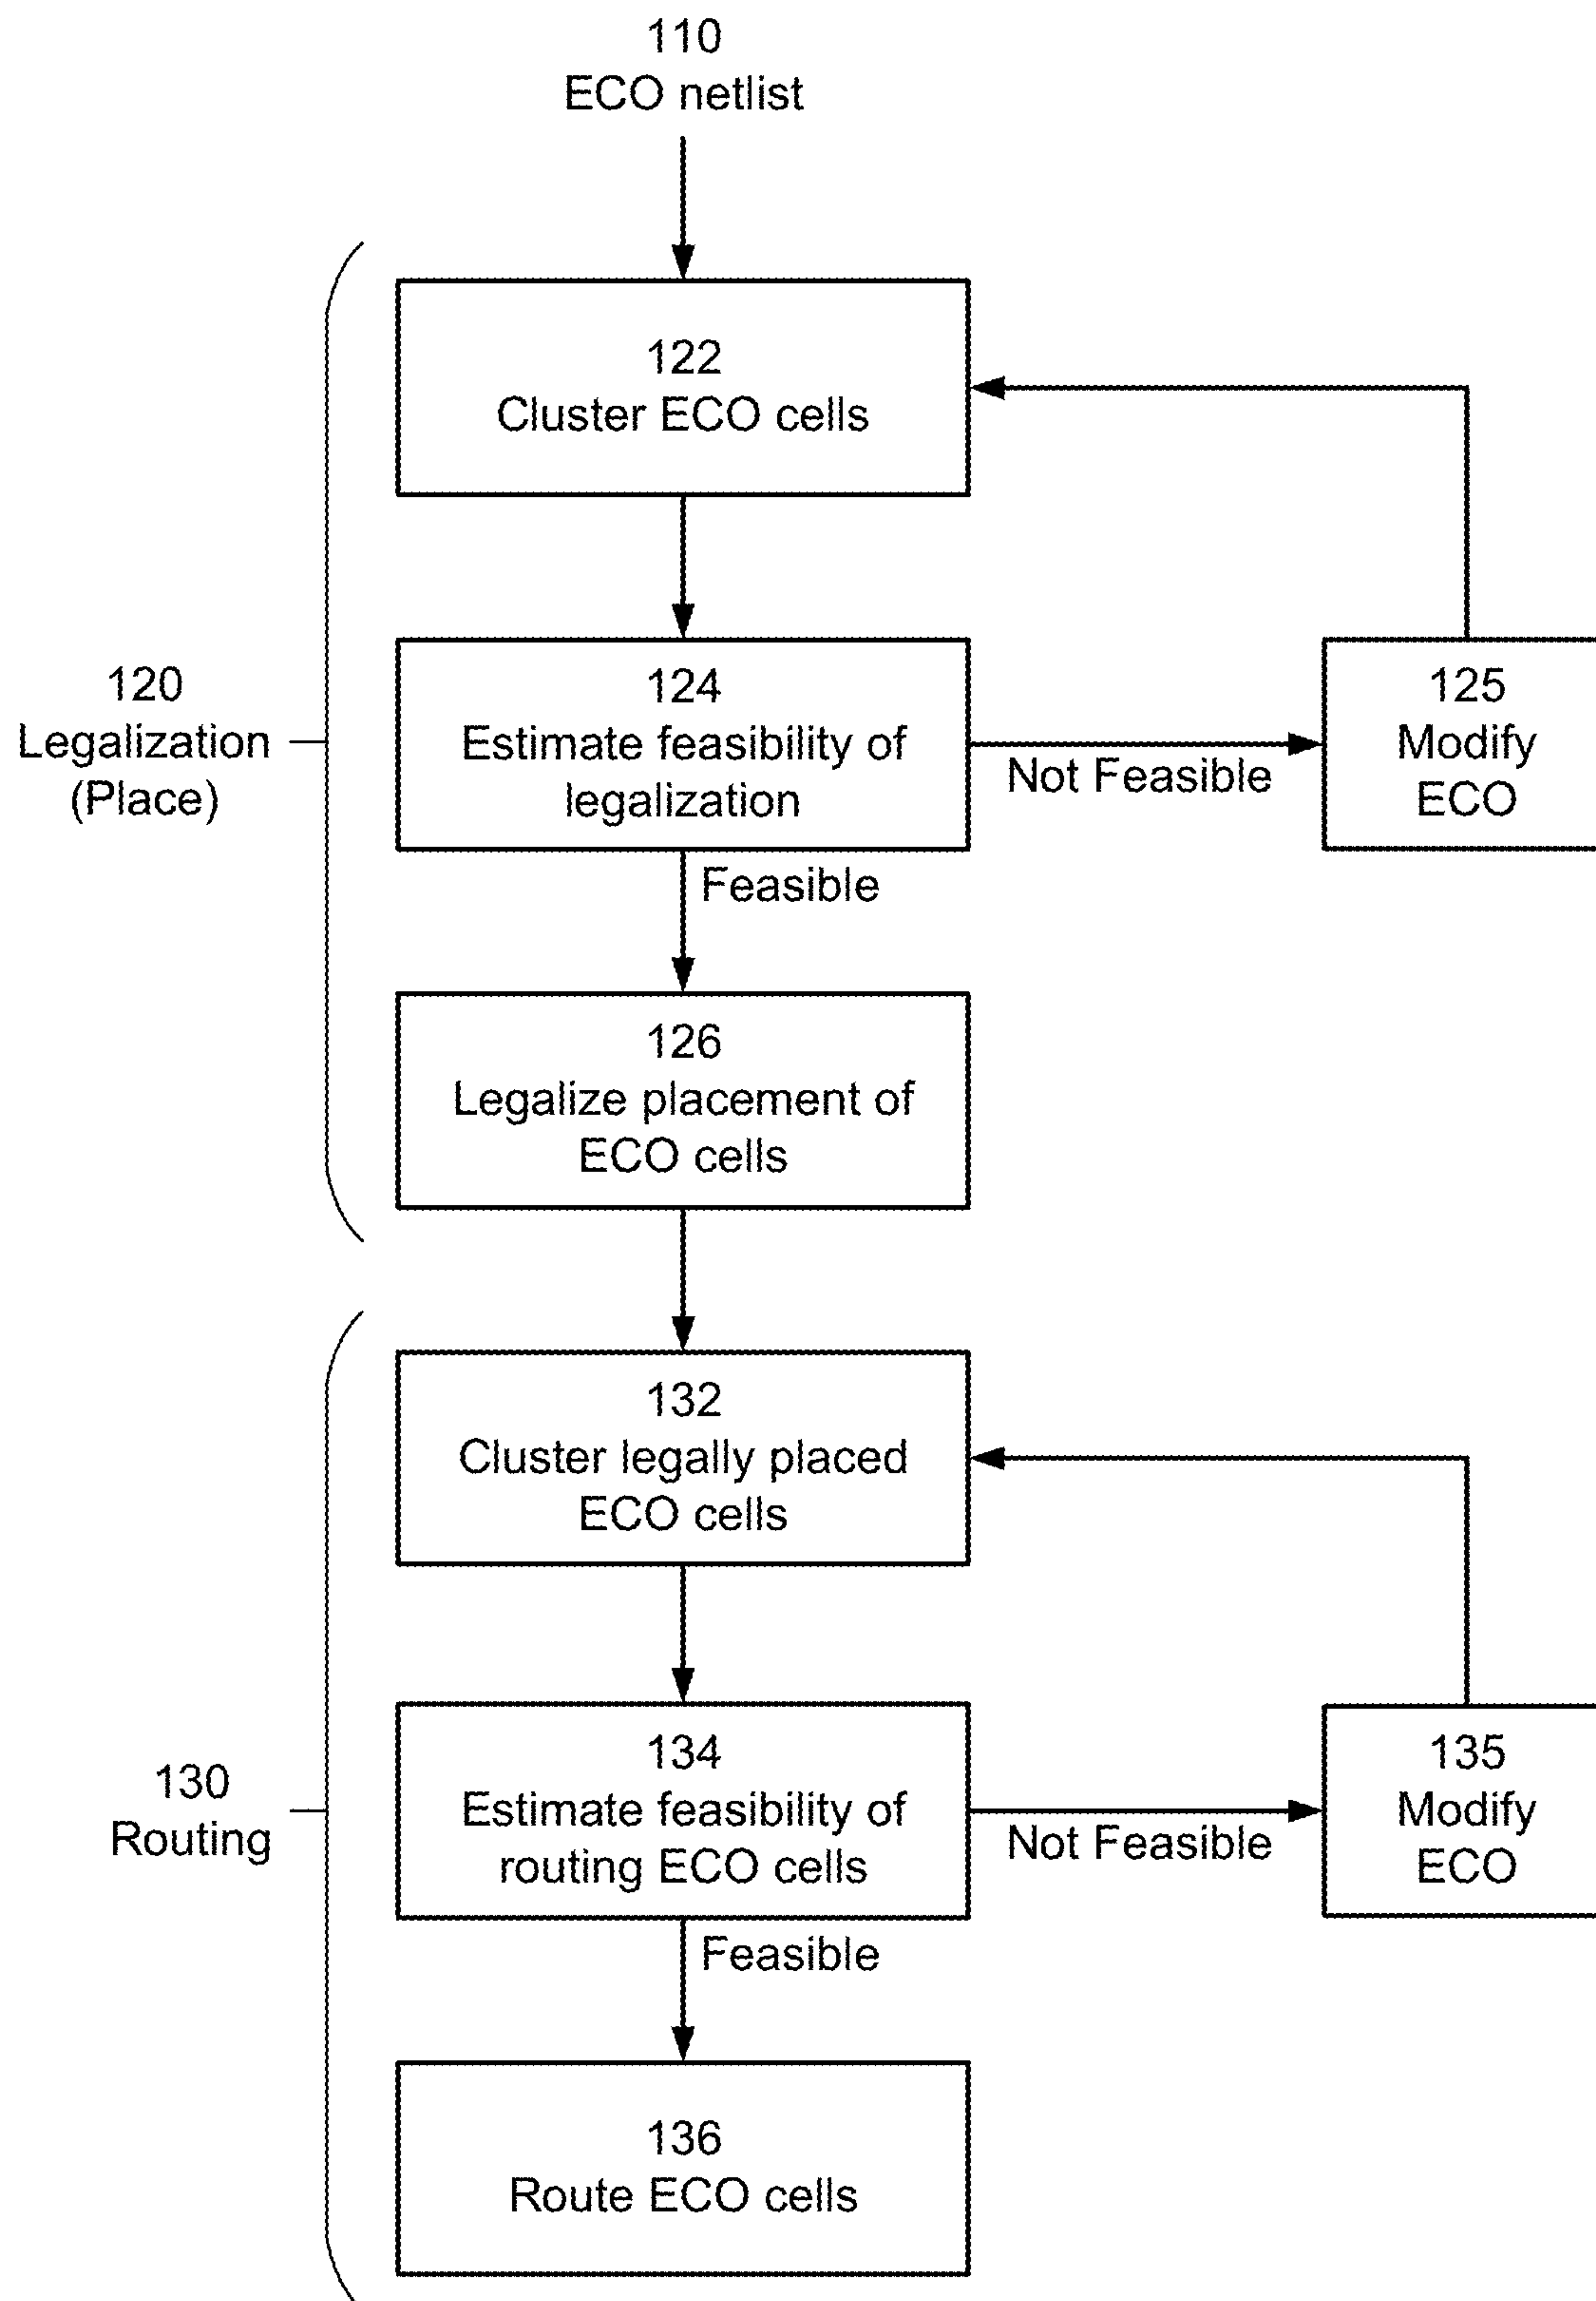 110
ECO netlist
122
Cluster ECO cells
120
Legalization
(Place)
124
Estimate feasibility of
legalization
Not Feasible
125
Modify
ECO
Feasible
126
Legalize placement of
ECO cells
132
Cluster legally placed
ECO cells
130
Routing
134
Estimate feasibility of
routing ECO cells
Not Feasible
135
Modify
ECO
Feasible
136
Route ECO cells